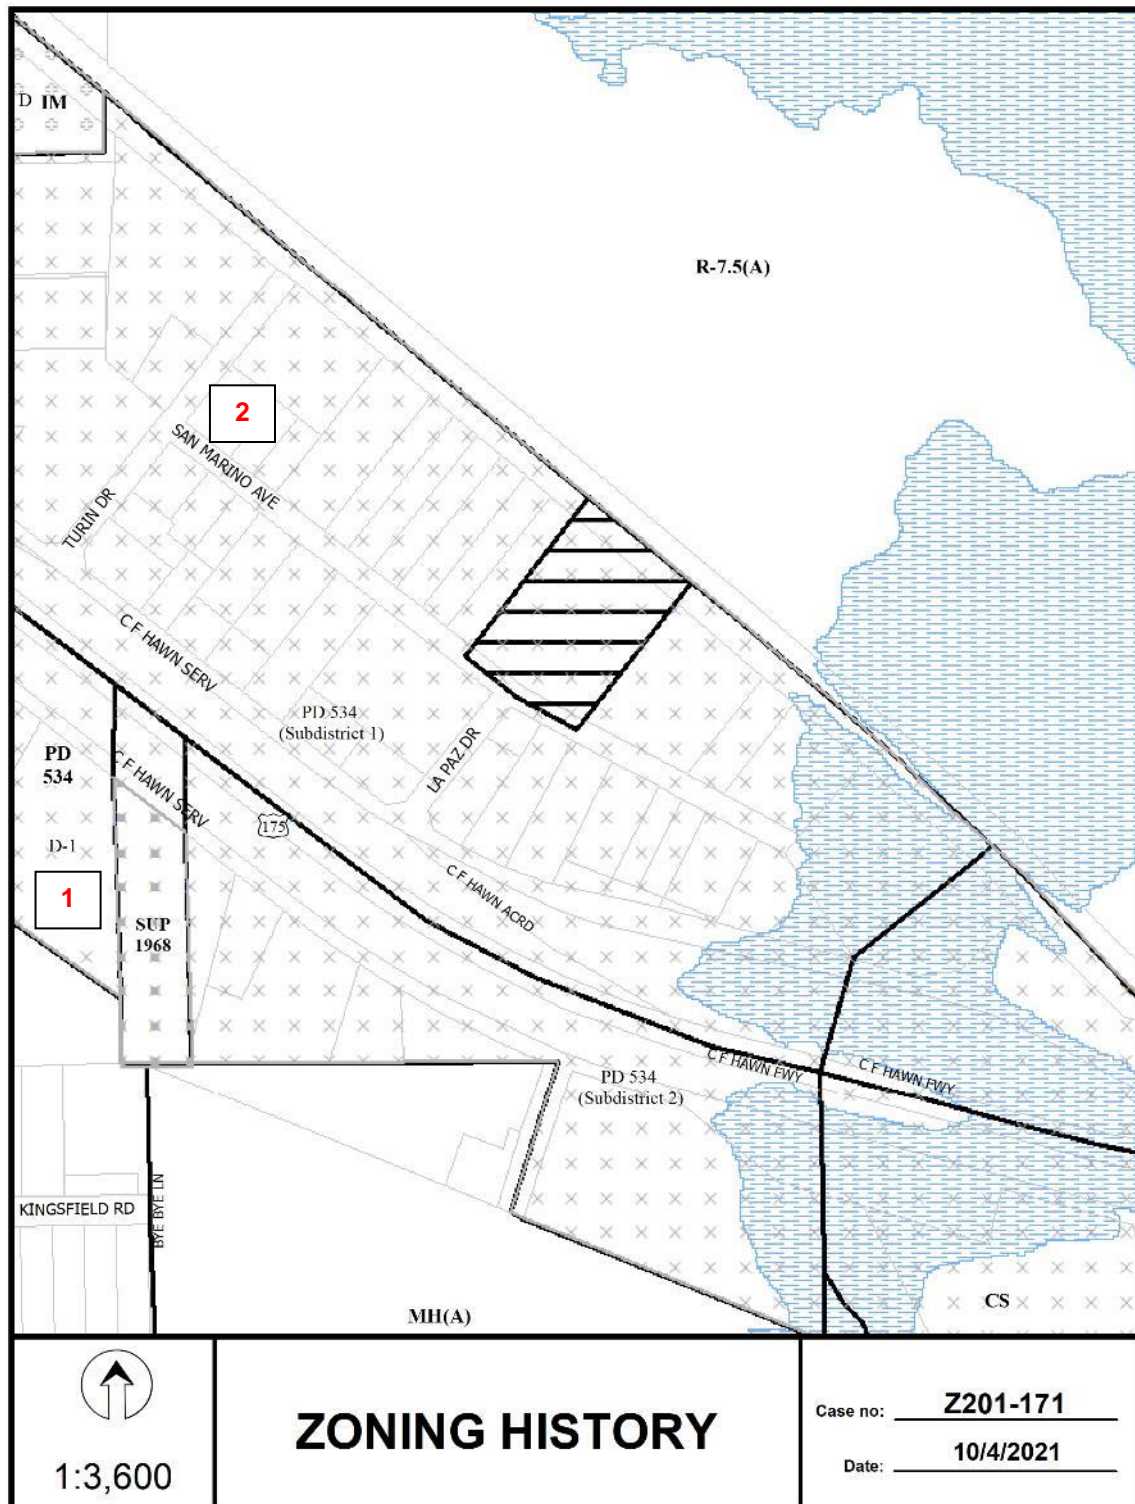 D IM
R-7.5(A)
2
SAN MARINO AVE
TURIN DR
C F HAWN SERV
PD 534
(Subdistrict 1)
LA PAZ DR
PD
534
C F HAWN SERV
175
D-1
1
SUP
1968
C F HAWN ACRD
C F HAWN FWY
C F HAWN FWY
PD 534
(Subdistrict 2)
KINGSFIELD RD
BYE BYE LN
MH(A)
CS
1:3,600
ZONING HISTORY
Case no: Z201-171
Date: 10/4/2021